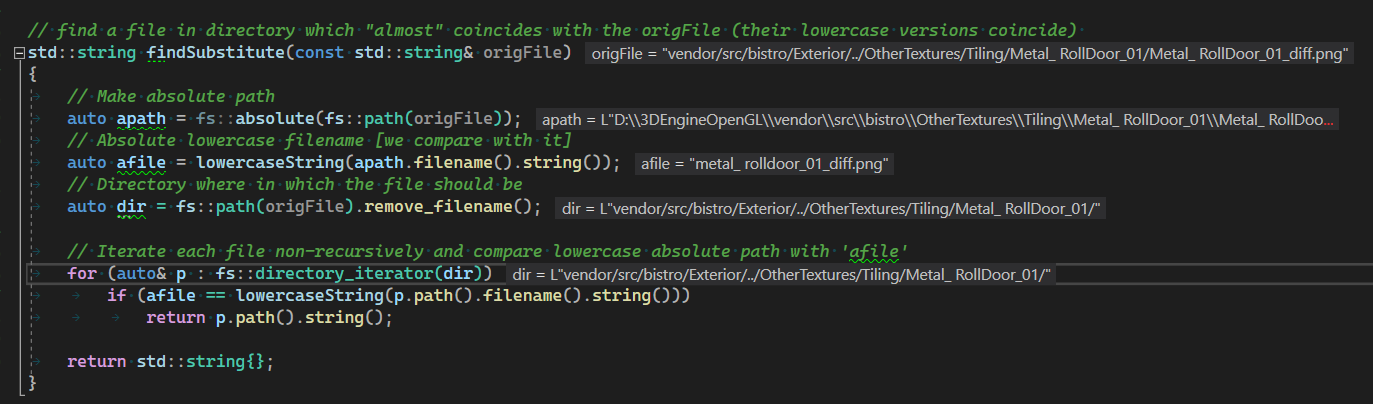 // find a file in directory which "almost" coincides with the origFile (their lowercase versions coincide)
std::string findSubstitute(const std::string& origFile) origFile = "vendor/src/bistro/Exterior/../OtherTextures/Tiling/Metal_ RollDoor_01/Metal_ RollDoor_01_diff.png"
{
// Make absolute path
auto apath = fs::absolute(fs::path(origFile)); apath = L"D:\\3DEngineOpenGL\\vendor\\src\\bistro\\OtherTextures\\Tiling\\Metal_ RollDoor_01\\Metal_ RollDoo...
// Absolute lowercase filename [we compare with it]
auto afile = lowercaseString(apath.filename().string()); afile = "metal_ rolldoor_01_diff.png"
// Directory where in which the file should be
auto dir = fs::path(origFile).remove_filename(); dir = L"vendor/src/bistro/Exterior/../OtherTextures/Tiling/Metal_ RollDoor_01/"
// Iterate each file non-recursively and compare lowercase absolute path with 'afile'
for (auto& p : fs::directory_iterator(dir)) dir = L"vendor/src/bistro/Exterior/../OtherTextures/Tiling/Metal_ RollDoor_01/"
if (afile == lowercaseString(p.path().filename().string()))
return p.path().string();
return std::string{};
}